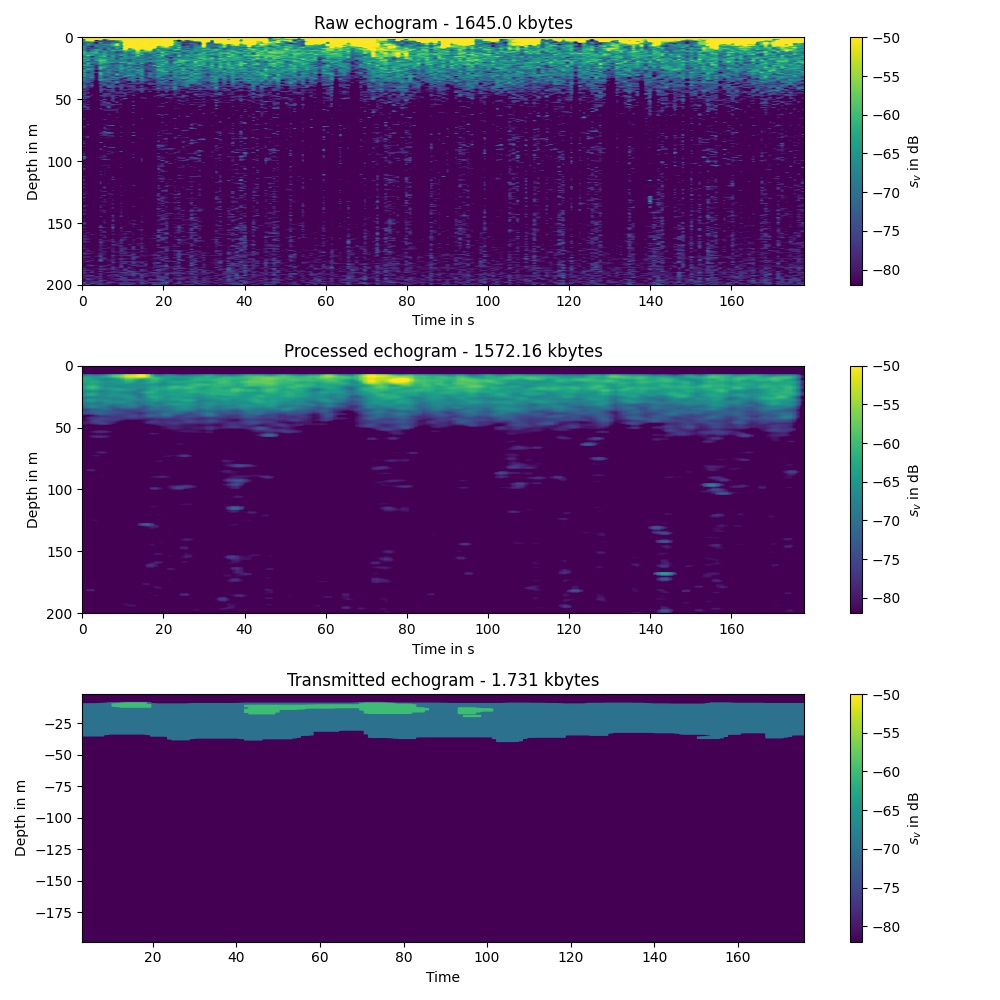 Raw echogram - 1645.0 kbytes
0
50
100
150
200
Depth in m
0 20 40 60 80 100 120 140 160
Time in s
−50
−55
−60
−65
−70
−75
−80
sv in dB
Processed echogram - 1572.16 kbytes
0
50
100
150
200
Depth in m
0 20 40 60 80 100 120 140 160
Time in s
−50
−55
−60
−65
−70
−75
−80
sv in dB
Transmitted echogram - 1.731 kbytes
−25
−50
−75
−100
−125
−150
−175
Depth in m
20 40 60 80 100 120 140 160
Time
−50
−55
−60
−65
−70
−75
−80
sv in dB